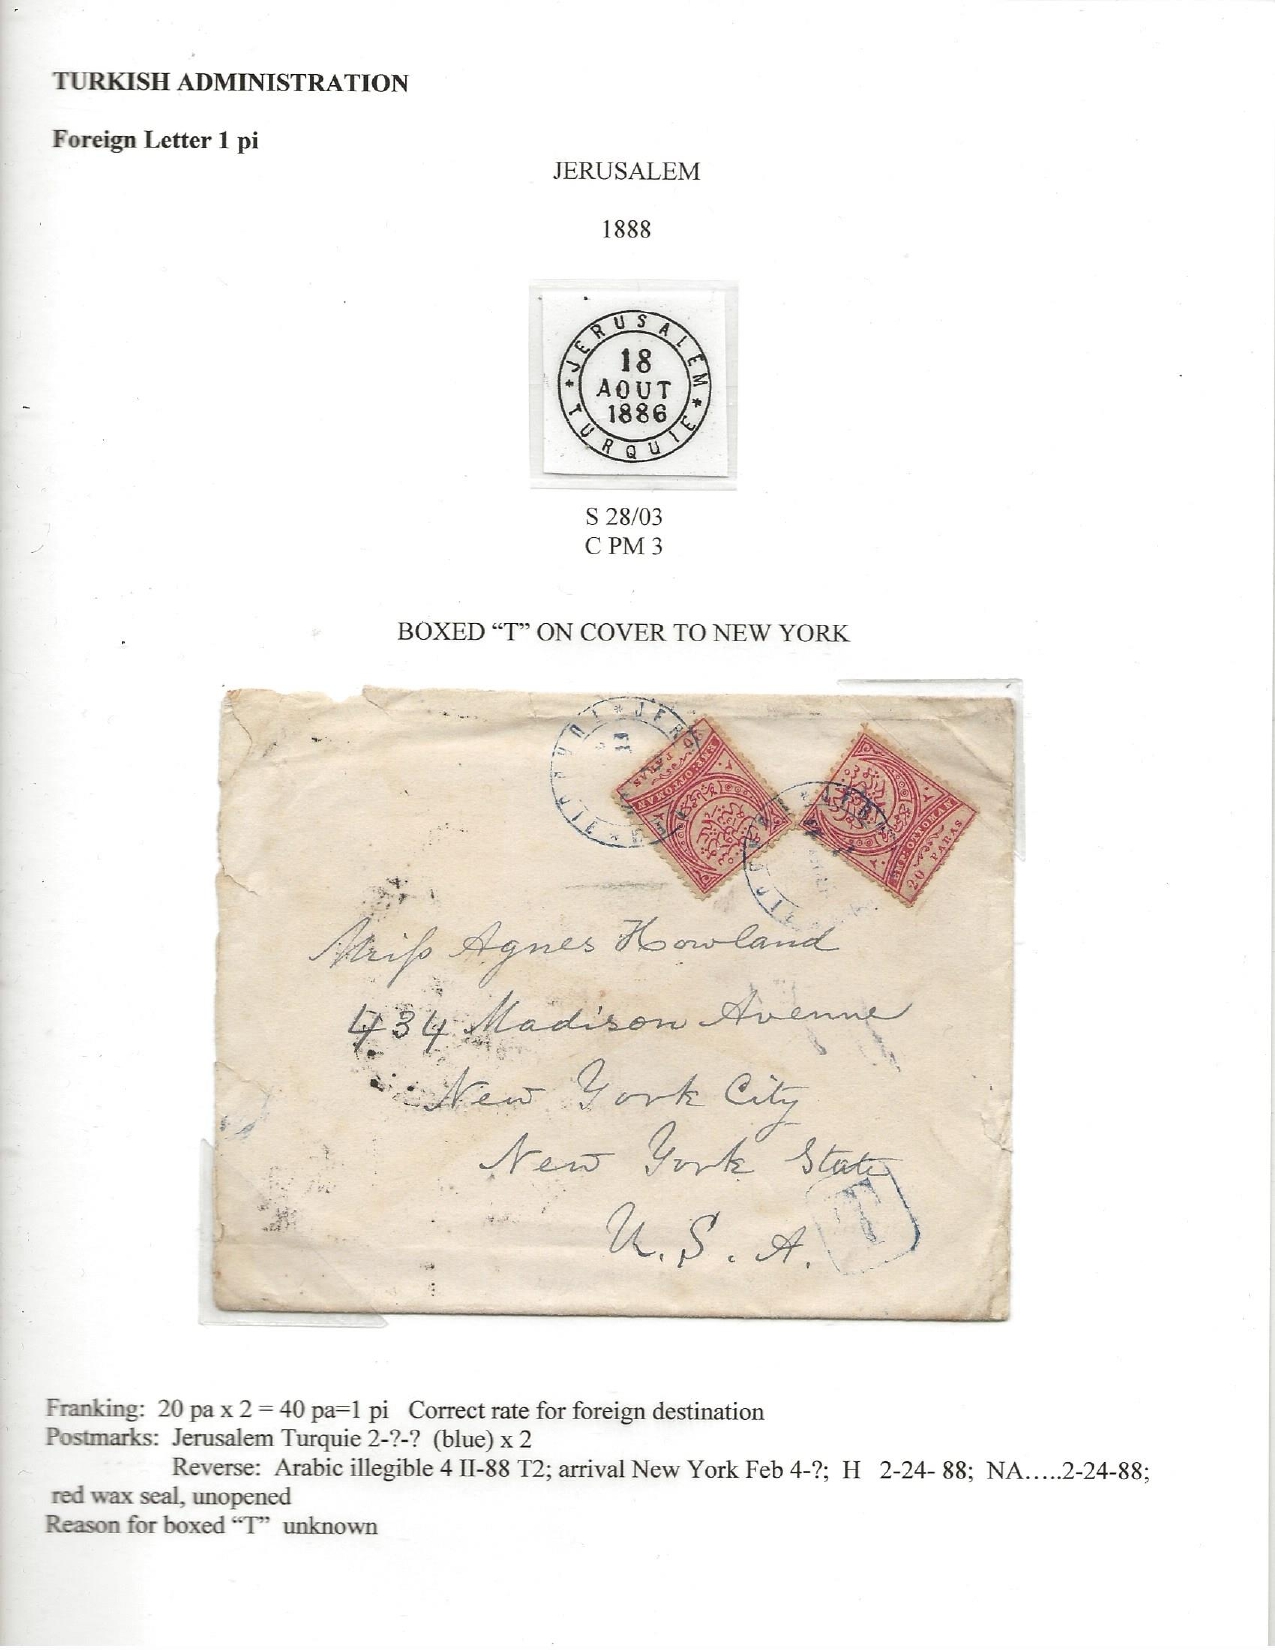 TURKISH ADMINISTRATION
Foreign Letter 1 pi
JERUSALEM
1888
* JERUSALEM *
18
AOUT
1886
TURQUIE
S 28/03
C PM 3
BOXED “T” ON COVER TO NEW YORK
20 PARAS
20 PARAS
Miss Agnes Howland
434 Madison Avenue
New York City
New York State
U. S. A.
T
Franking: 20 pa x 2 = 40 pa=1 pi Correct rate for foreign destination
Postmarks: Jerusalem Turquie 2-?-? (blue) x 2
Reverse: Arabic illegible 4 II-88 T2; arrival New York Feb 4-?; H 2-24- 88; NA…..2-24-88;
red wax seal, unopened
Reason for boxed “T” unknown